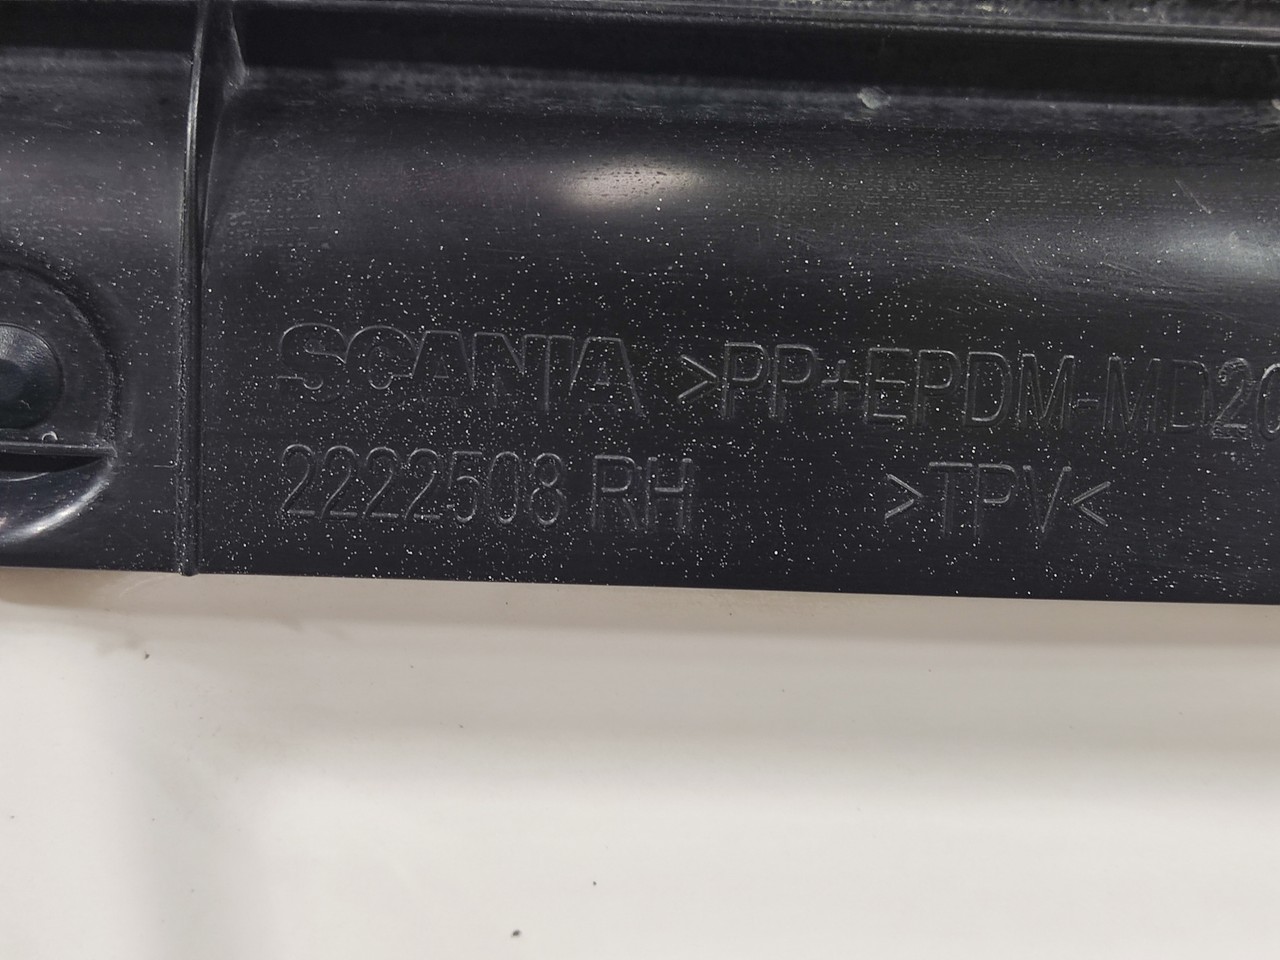 SCANIA >PP+EPDM-MD20
2222508 RH >TPV<